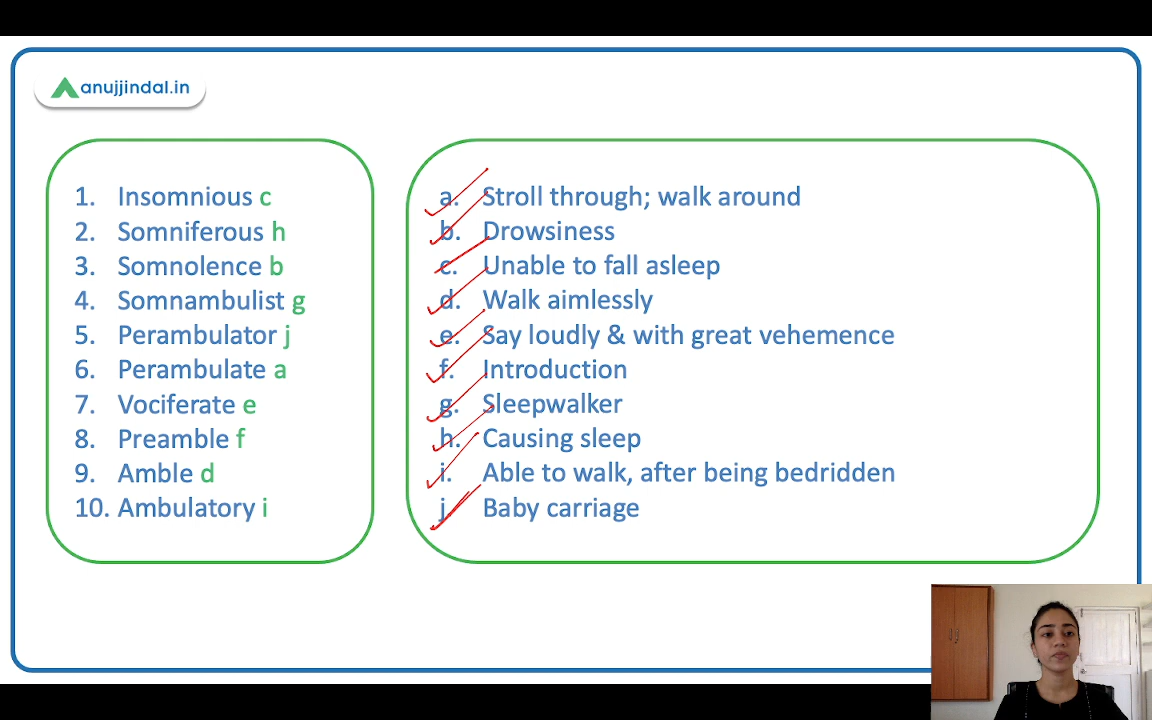 anujjindal.in
1. Insomnious c
2. Somniferous h
3. Somnolence b
4. Somnambulist g
5. Perambulator j
6. Perambulate a
7. Vociferate e
8. Preamble f
9. Amble d
10. Ambulatory i
a. Stroll through; walk around
b. Drowsiness
c. Unable to fall asleep
d. Walk aimlessly
e. Say loudly & with great vehemence
f. Introduction
g. Sleepwalker
h. Causing sleep
i. Able to walk, after being bedridden
j. Baby carriage